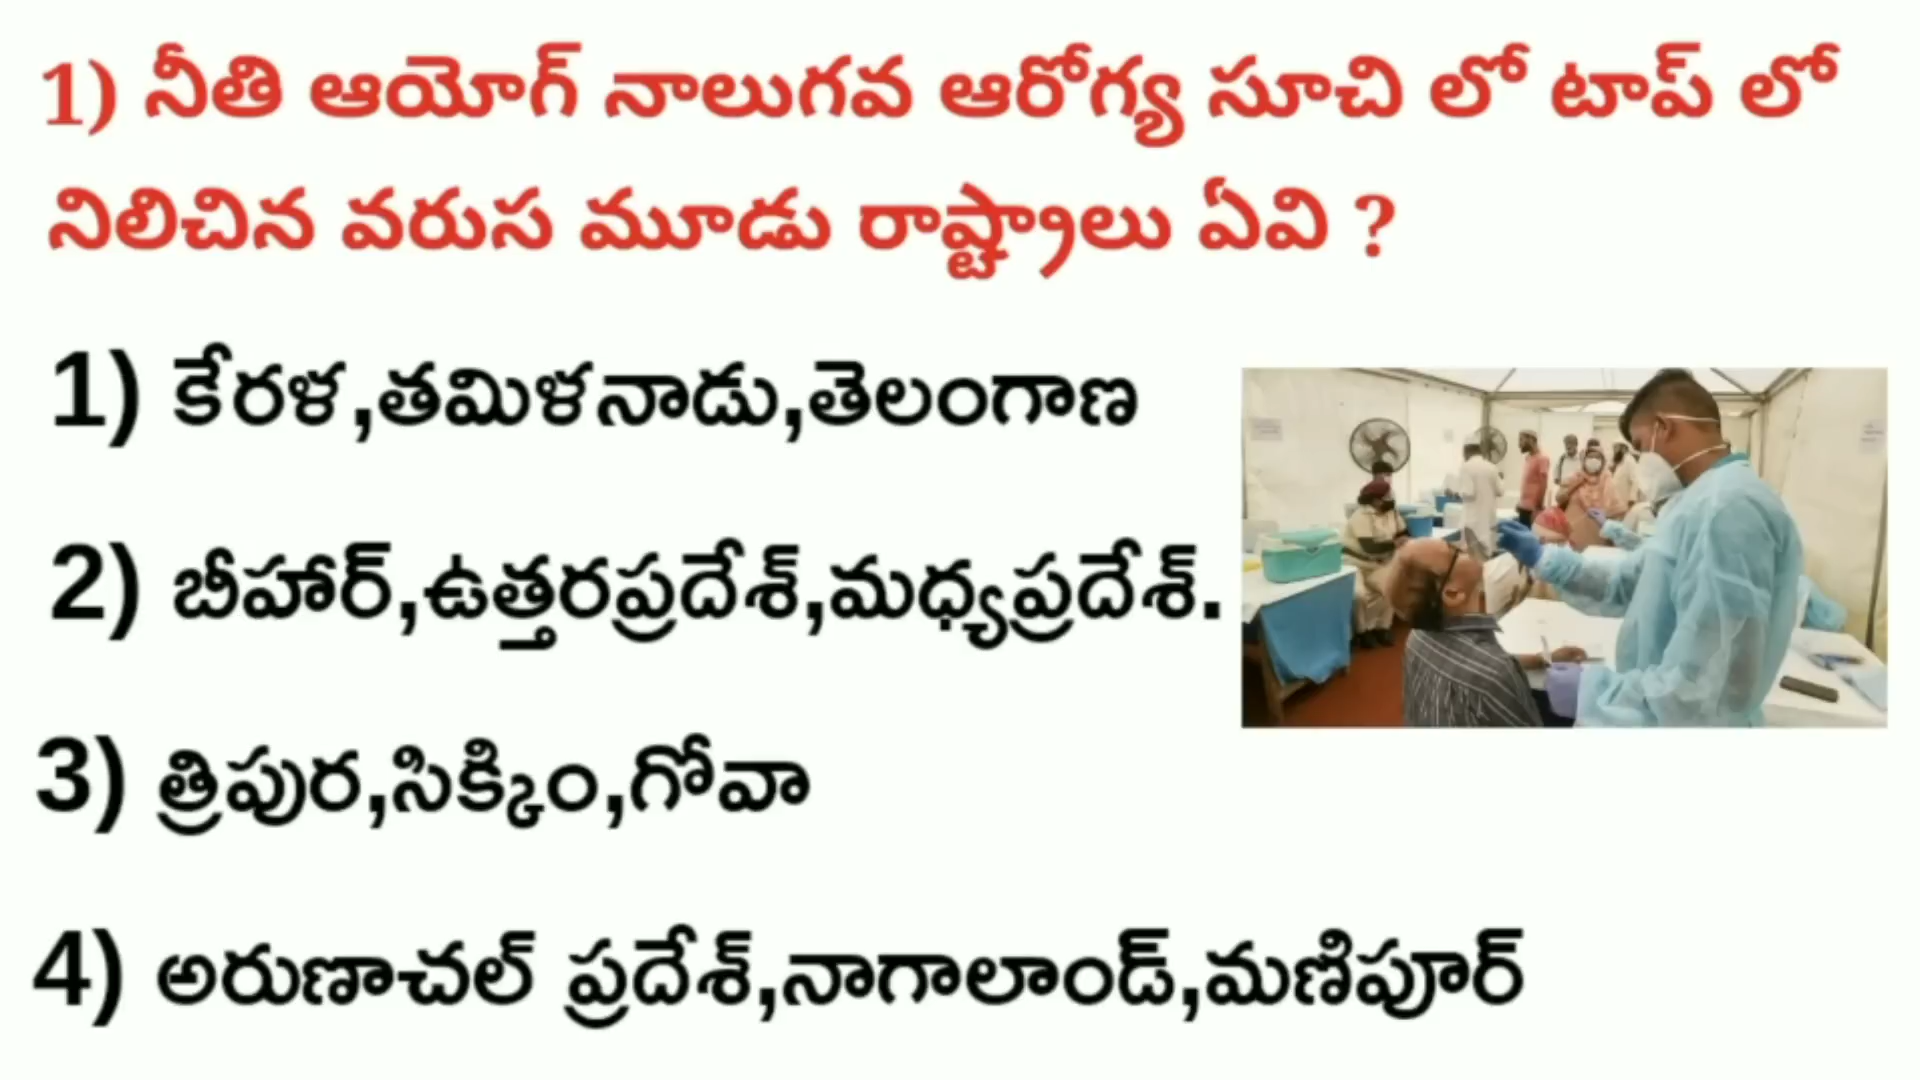 1) నీతి ఆయోగ్ నాలుగవ ఆరోగ్య సూచి లో టాప్ లో
నిలిచిన వరుస మూడు రాష్ట్రాలు ఏవి ?
1) కేరళ,తమిళనాడు,తెలంగాణ
2) బీహార్,ఉత్తరప్రదేశ్,మధ్యప్రదేశ్.
3) త్రిపుర,సిక్కిం,గోవా
4) అరుణాచల్ ప్రదేశ్,నాగాలాండ్,మణిపూర్